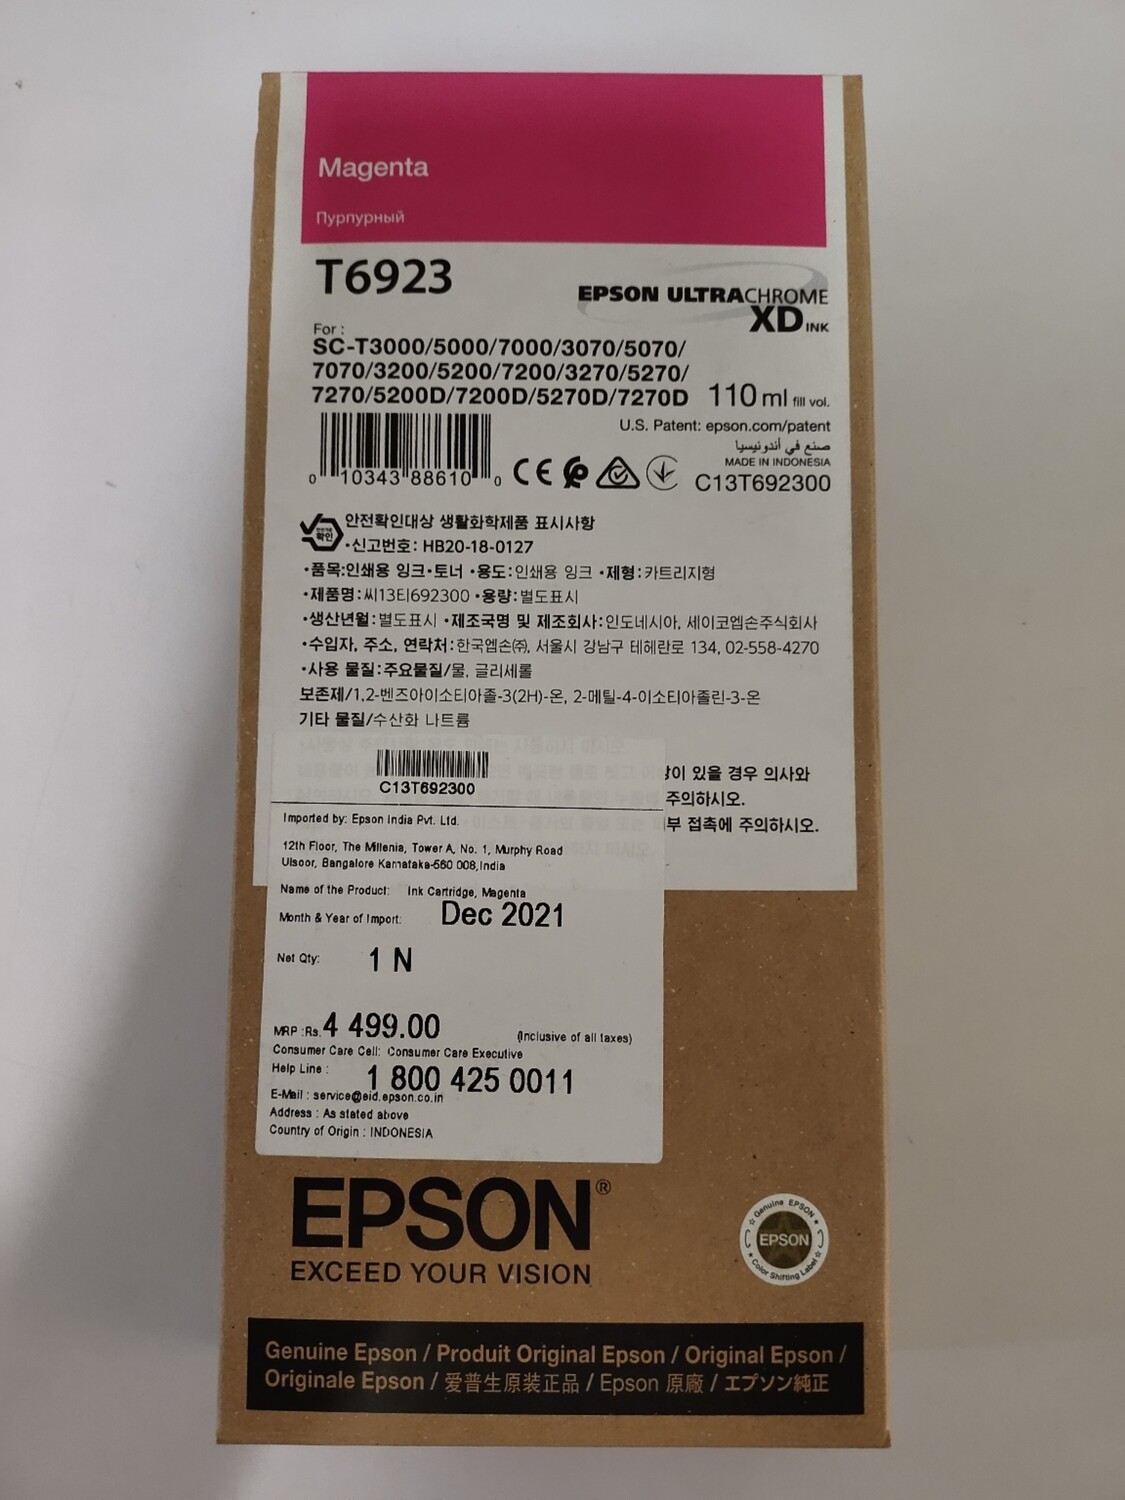 Magenta
Пурпурный
T6923
EPSON ULTRACHROME
XD INK
For :
SC-T3000/5000/7000/3070/5070/
7070/3200/5200/7200/3270/5270/
7270/5200D/7200D/5270D/7270D
110 ml fill vol.
U.S. Patent: epson.com/patent
صنع في أندونيسيا
MADE IN INDONESIA
C13T692300
0 10343 88610 0
CE
안전확인대상 생활화학제품 표시사항
확인
•신고번호: HB20-18-0127
•품목:인쇄용 잉크•토너 •용도:인쇄용 잉크 •제형:카트리지형
•제품명:씨13티692300 •용량:별도표시
•생산년월:별도표시 •제조국명 및 제조회사:인도네시아, 세이코엡손주식회사
•수입자, 주소, 연락처:한국엡손㈜, 서울시 강남구 테헤란로 134, 02-558-4270
•사용 물질:주요물질/물, 글리세롤
보존제/1,2-벤즈아이소티아졸-3(2H)-온, 2-메틸-4-이소티아졸린-3-온
기타 물질/수산화 나트륨
있을 경우 의사와
주의하시오.
접촉에 주의하시오.
C13T692300
Imported by: Epson India Pvt. Ltd.
12th Floor, The Millenia, Tower A, No. 1, Murphy Road
Ulsoor, Bangalore Karnataka-560 008,India
Name of the Product: Ink Cartridge, Magenta
Month & Year of Import: Dec 2021
Net Qty: 1 N
MRP :Rs. 4 499.00 (Inclusive of all taxes)
Consumer Care Cell: Consumer Care Executive
Help Line : 1 800 425 0011
E-Mail : service@eid.epson.co.in
Address : As stated above
Country of Origin : INDONESIA
EPSON®
EXCEED YOUR VISION
Genuine EPSON
EPSON
Color Shifting Label
Genuine Epson / Produit Original Epson / Original Epson /
Originale Epson / 爱普生原装正品 / Epson 原廠 / エプソン純正